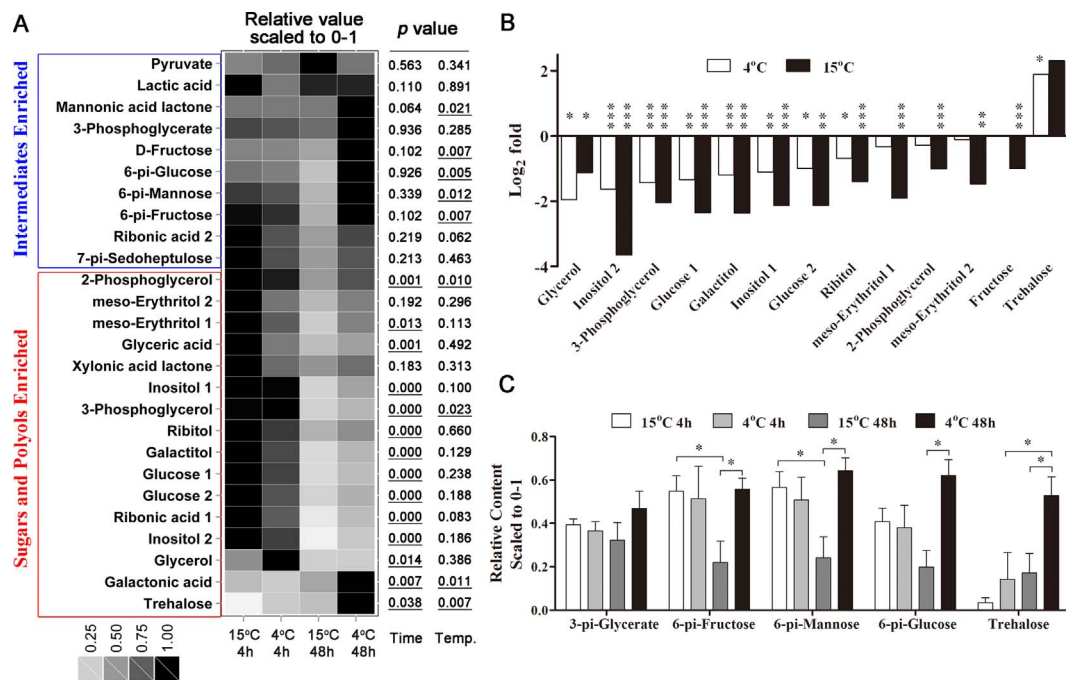 A
Relative value
scaled to 0-1
p value
Intermediates Enriched
Sugars and Polyols Enriched
Pyruvate 0.563 0.341
Lactic acid 0.110 0.891
Mannonic acid lactone 0.064 0.021
3-Phosphoglycerate 0.936 0.285
D-Fructose 0.102 0.007
6-pi-Glucose 0.926 0.005
6-pi-Mannose 0.339 0.012
6-pi-Fructose 0.102 0.007
Ribonic acid 2 0.219 0.062
7-pi-Sedoheptulose 0.213 0.463
2-Phosphoglycerol 0.001 0.010
meso-Erythritol 2 0.192 0.296
meso-Erythritol 1 0.013 0.113
Glyceric acid 0.001 0.492
Xylonic acid lactone 0.183 0.313
Inositol 1 0.000 0.100
3-Phosphoglycerol 0.000 0.023
Ribitol 0.000 0.660
Galactitol 0.000 0.129
Glucose 1 0.000 0.238
Glucose 2 0.000 0.188
Ribonic acid 1 0.000 0.083
Inositol 2 0.000 0.186
Glycerol 0.014 0.386
Galactonic acid 0.007 0.011
Trehalose 0.038 0.007
15ºC 4ºC 15ºC 4ºC
4h 4h 48h 48h
Time Temp.
0.25 0.50 0.75 1.00
B
4ºC 15ºC
Log2 fold
2
0
-2
-4
* * *** *** *** *** ** *** *** *** ** *** * ** * *** *** *** ** *** *
Glycerol
Inositol 2
3-Phosphoglycerol
Glucose 1
Galactitol
Inositol 1
Glucose 2
Ribitol
meso-Erythritol 1
2-Phosphoglycerol
meso-Erythritol 2
Fructose
Trehalose
C
15ºC 4h 4ºC 4h 15ºC 48h 4ºC 48h
Relative Content
Scaled to 0-1
0.8
0.6
0.4
0.2
0.0
* * * * * * *
3-pi-Glycerate 6-pi-Fructose 6-pi-Mannose 6-pi-Glucose Trehalose